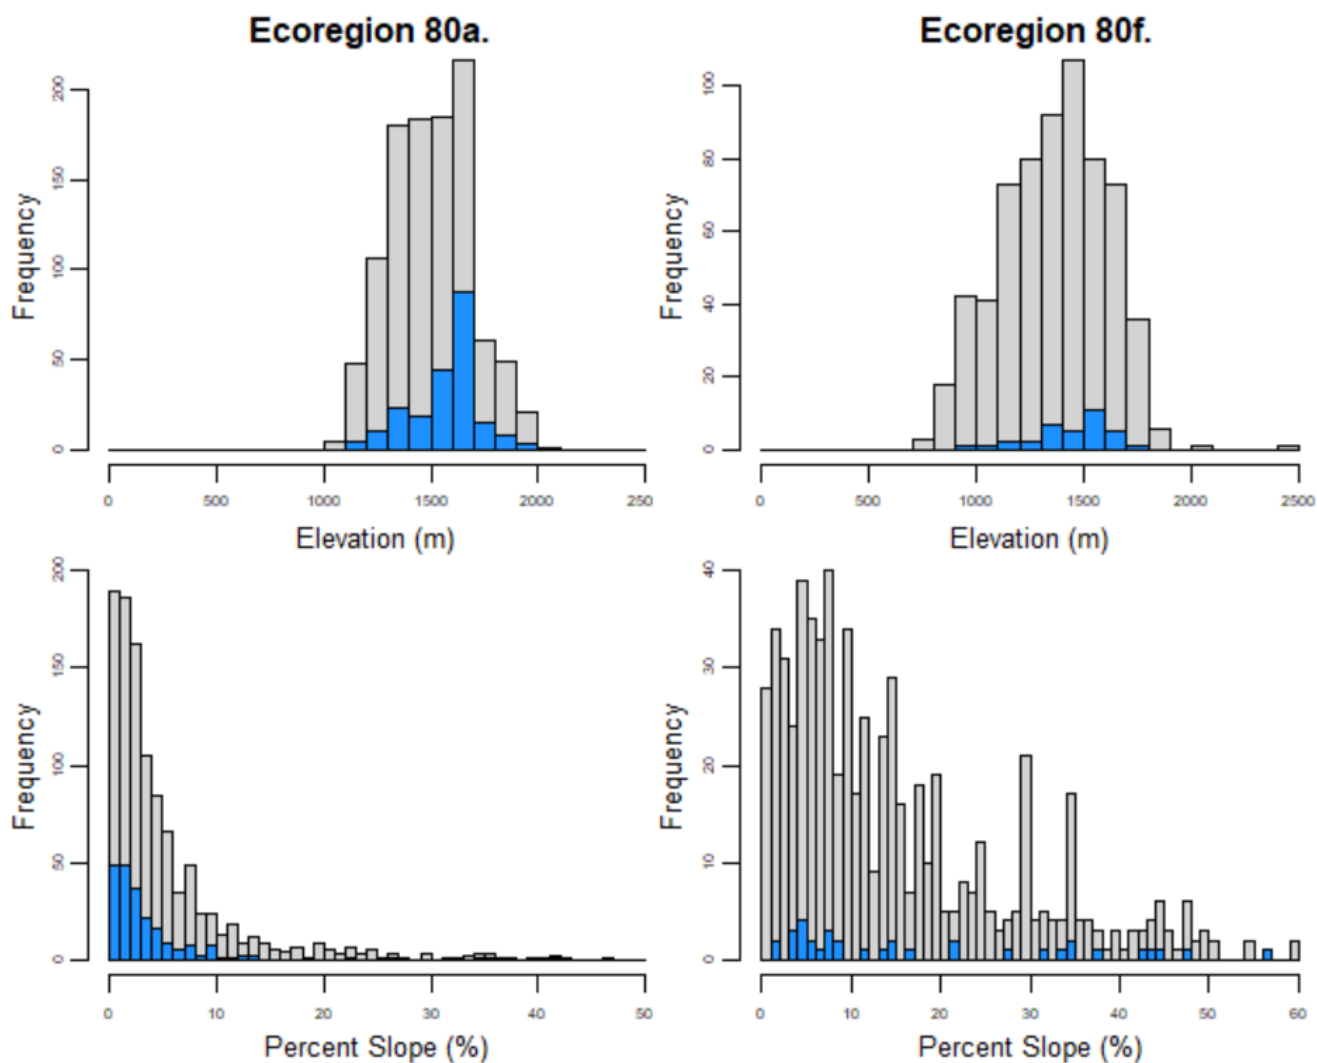 Ecoregion 80a.
Ecoregion 80f.
Frequency
0 50 100 150 200
0 500 1000 1500 2000 250
Elevation (m)
Frequency
0 20 40 60 80 100
0 500 1000 1500 2000 2500
Elevation (m)
Frequency
0 50 100 150 200
0 10 20 30 40 50
Percent Slope (%)
Frequency
0 10 20 30 40
0 10 20 30 40 50 60
Percent Slope (%)